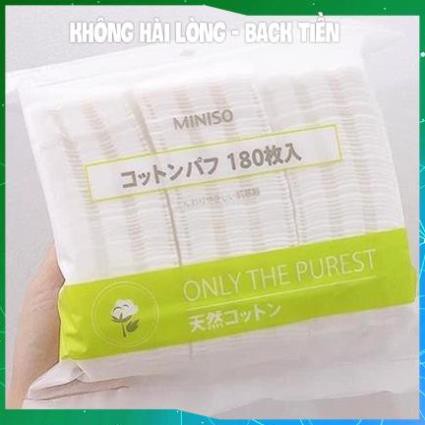 KHÔNG HÀI LÒNG - BACK TIỀN
MINISO
コットンパフ 180枚入
ONLY THE PUREST
天然コットン